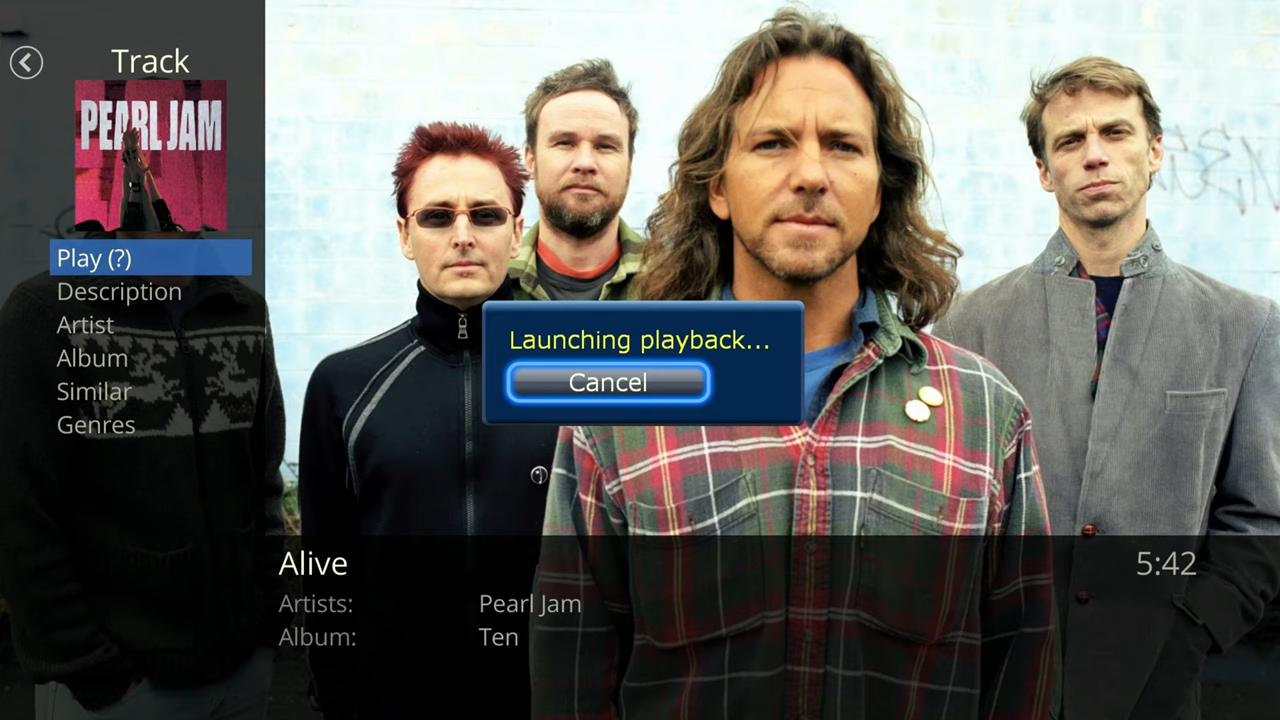 Track
PEARL JAM
Play (?)
Description
Artist
Album
Similar
Genres
Launching playback...
Cancel
Alive
5:42
Artists: Pearl Jam
Album: Ten